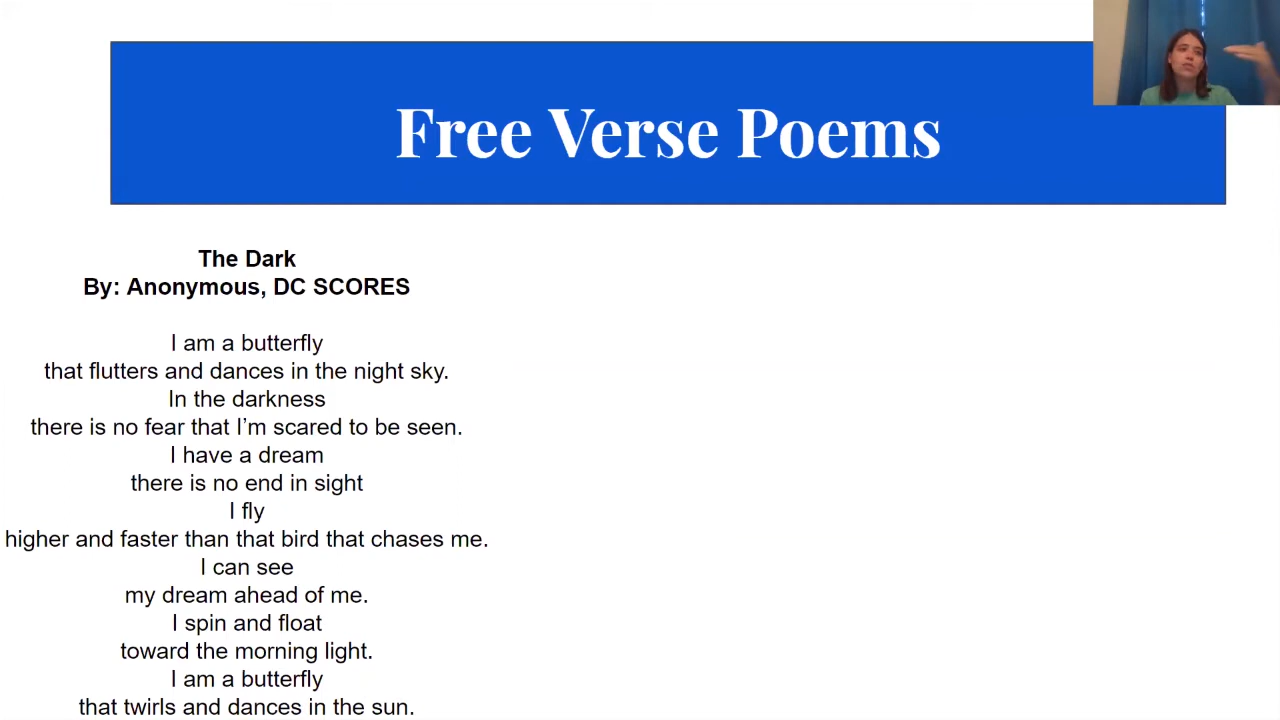 Free Verse Poems
The Dark
By: Anonymous, DC SCORES
I am a butterfly
that flutters and dances in the night sky.
In the darkness
there is no fear that I’m scared to be seen.
I have a dream
there is no end in sight
I fly
higher and faster than that bird that chases me.
I can see
my dream ahead of me.
I spin and float
toward the morning light.
I am a butterfly
that twirls and dances in the sun.